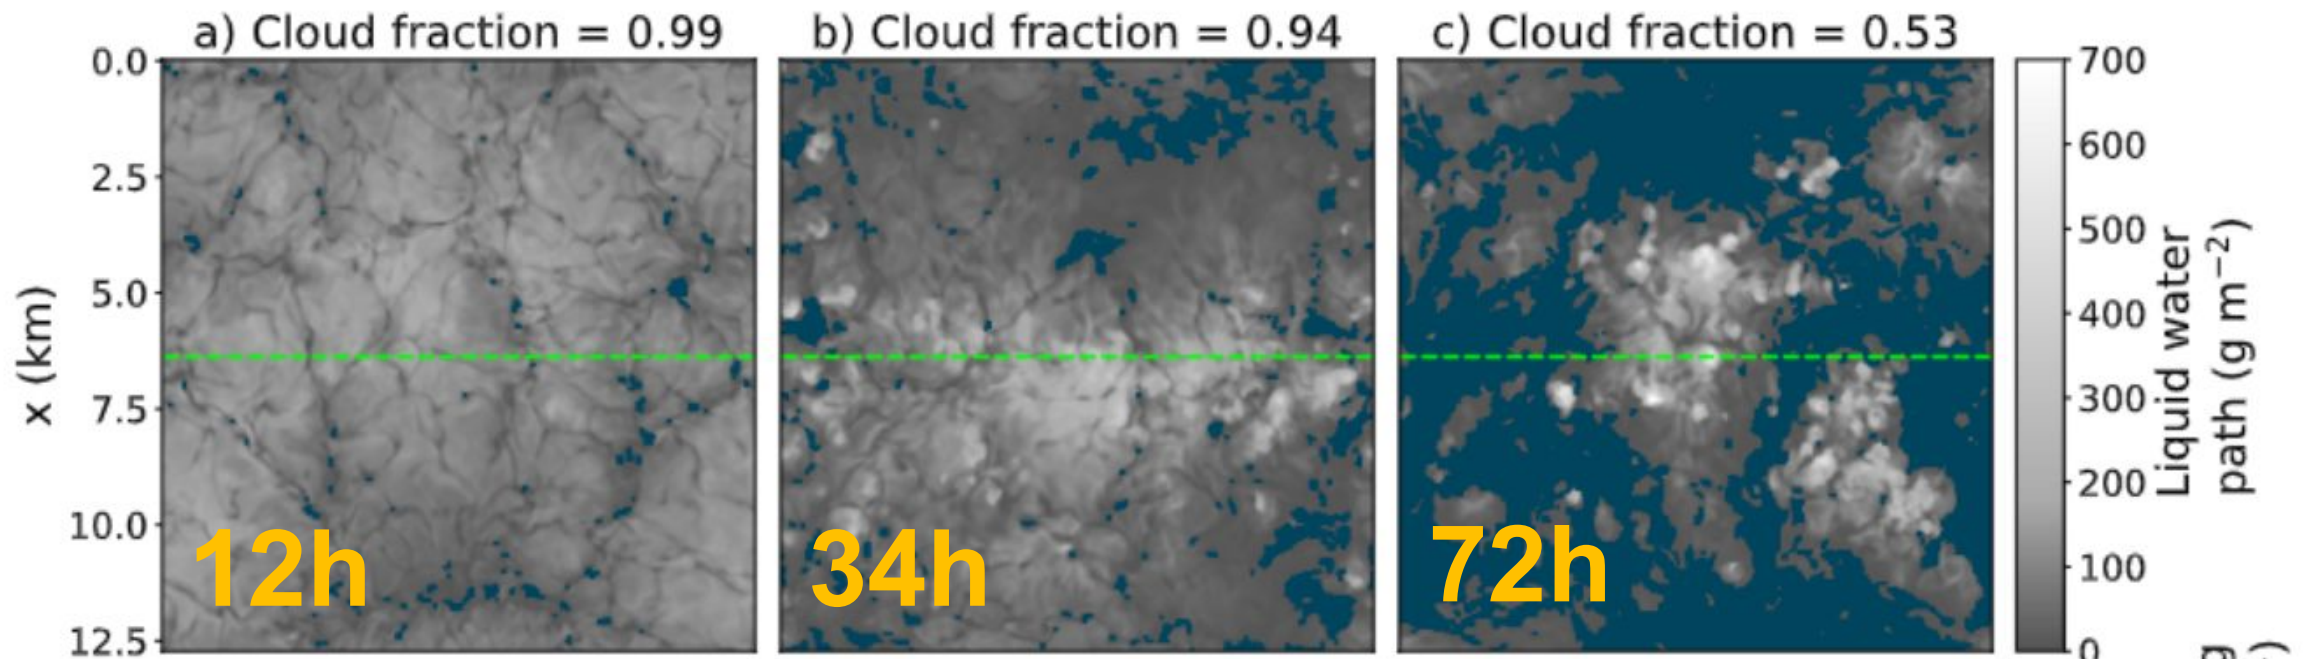 a) Cloud fraction = 0.99
b) Cloud fraction = 0.94
c) Cloud fraction = 0.53
0.0
2.5
5.0
7.5
10.0
12.5
x (km)
12h
34h
72h
700
600
500
400
300
200
100
0
Liquid water
path (g m⁻²)